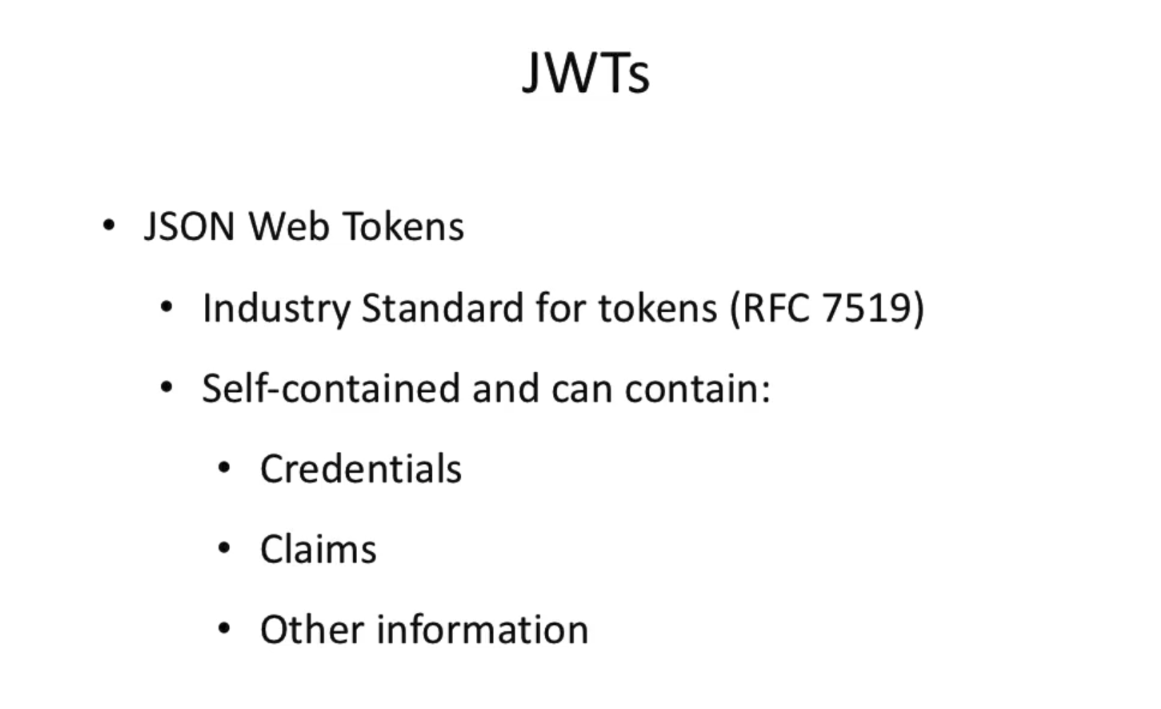 JWTs
• JSON Web Tokens
• Industry Standard for tokens (RFC 7519)
• Self-contained and can contain:
• Credentials
• Claims
• Other information